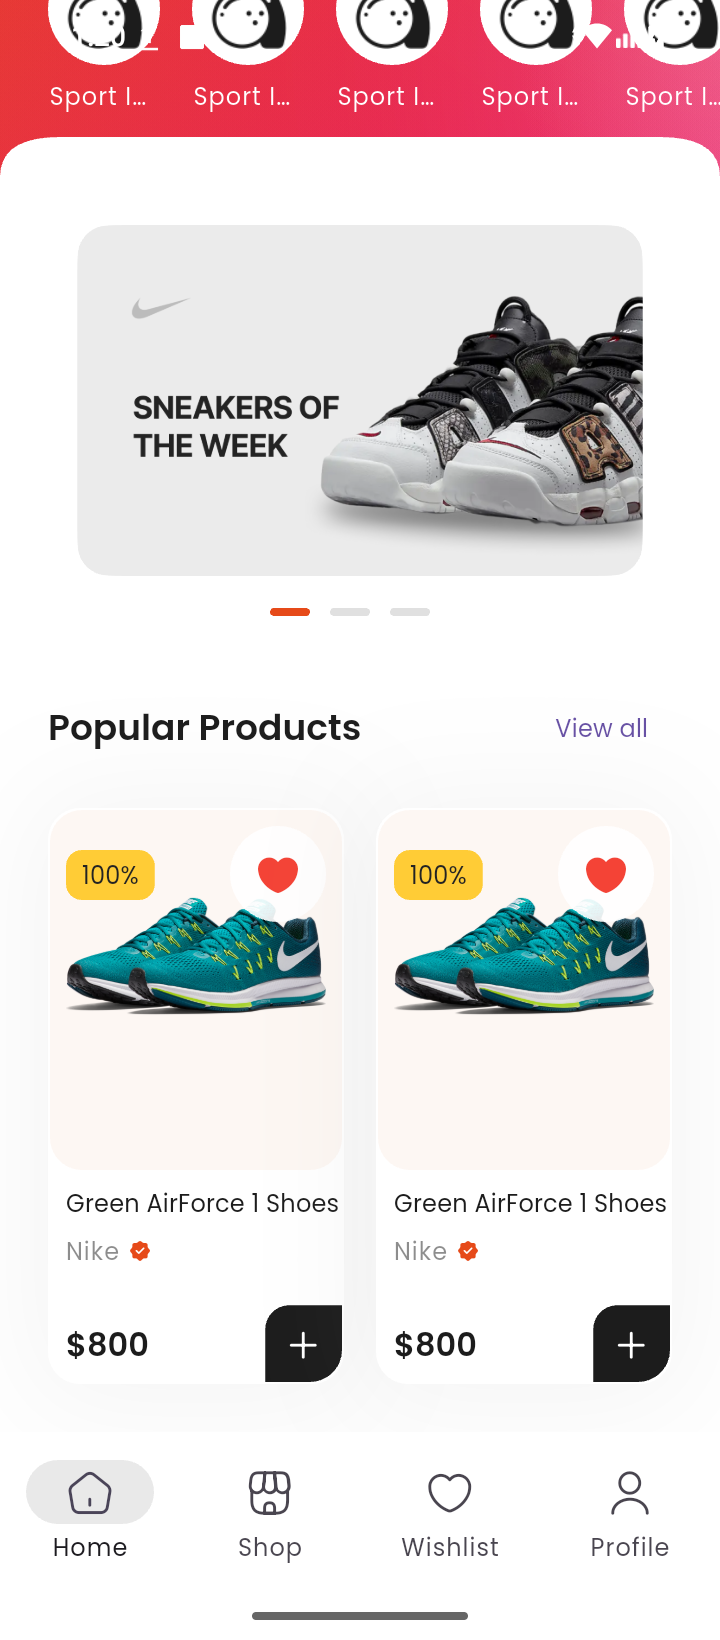 Sport I...
Sport I...
Sport I...
Sport I...
Sport I...
SNEAKERS OF
THE WEEK
Popular Products
View all
100%
100%
Green AirForce 1 Shoes
Green AirForce 1 Shoes
Nike
Nike
$800
$800
Home
Shop
Wishlist
Profile